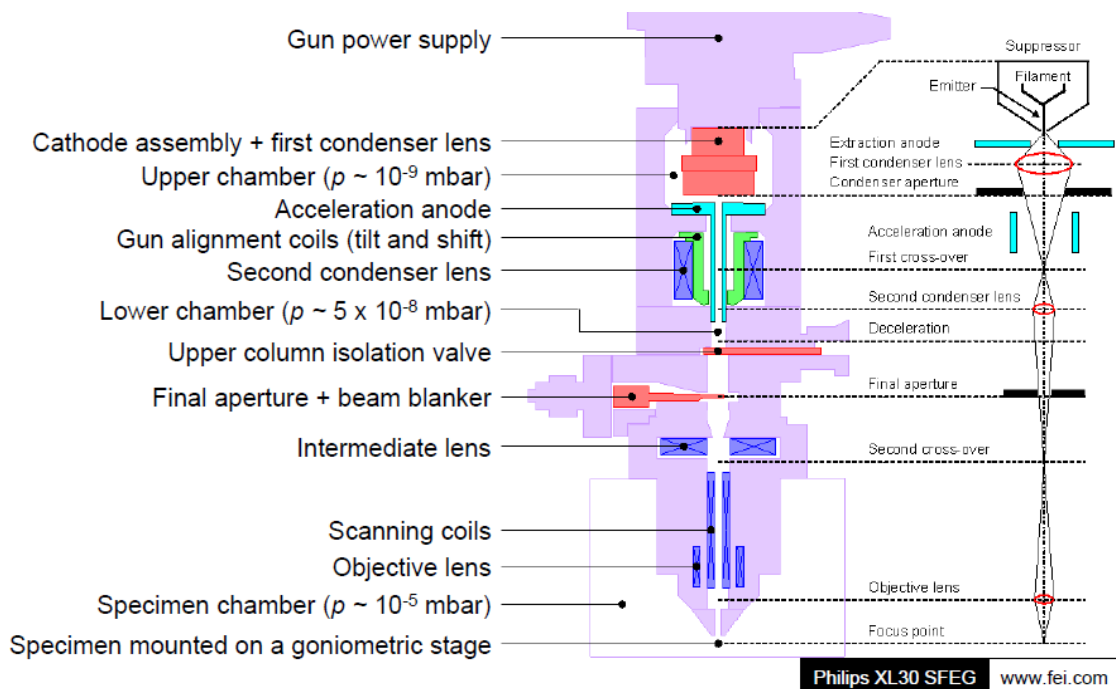 Gun power supply
Cathode assembly + first condenser lens
Upper chamber (p ~ 10⁻⁹ mbar)
Acceleration anode
Gun alignment coils (tilt and shift)
Second condenser lens
Lower chamber (p ~ 5 x 10⁻⁸ mbar)
Upper column isolation valve
Final aperture + beam blanker
Intermediate lens
Scanning coils
Objective lens
Specimen chamber (p ~ 10⁻⁵ mbar)
Specimen mounted on a goniometric stage
Suppressor
Filament
Emitter
Extraction anode
First condenser lens
Condenser aperture
Acceleration anode
First cross-over
Second condenser lens
Deceleration
Final aperture
Second cross-over
Objective lens
Focus point
Philips XL30 SFEG www.fei.com